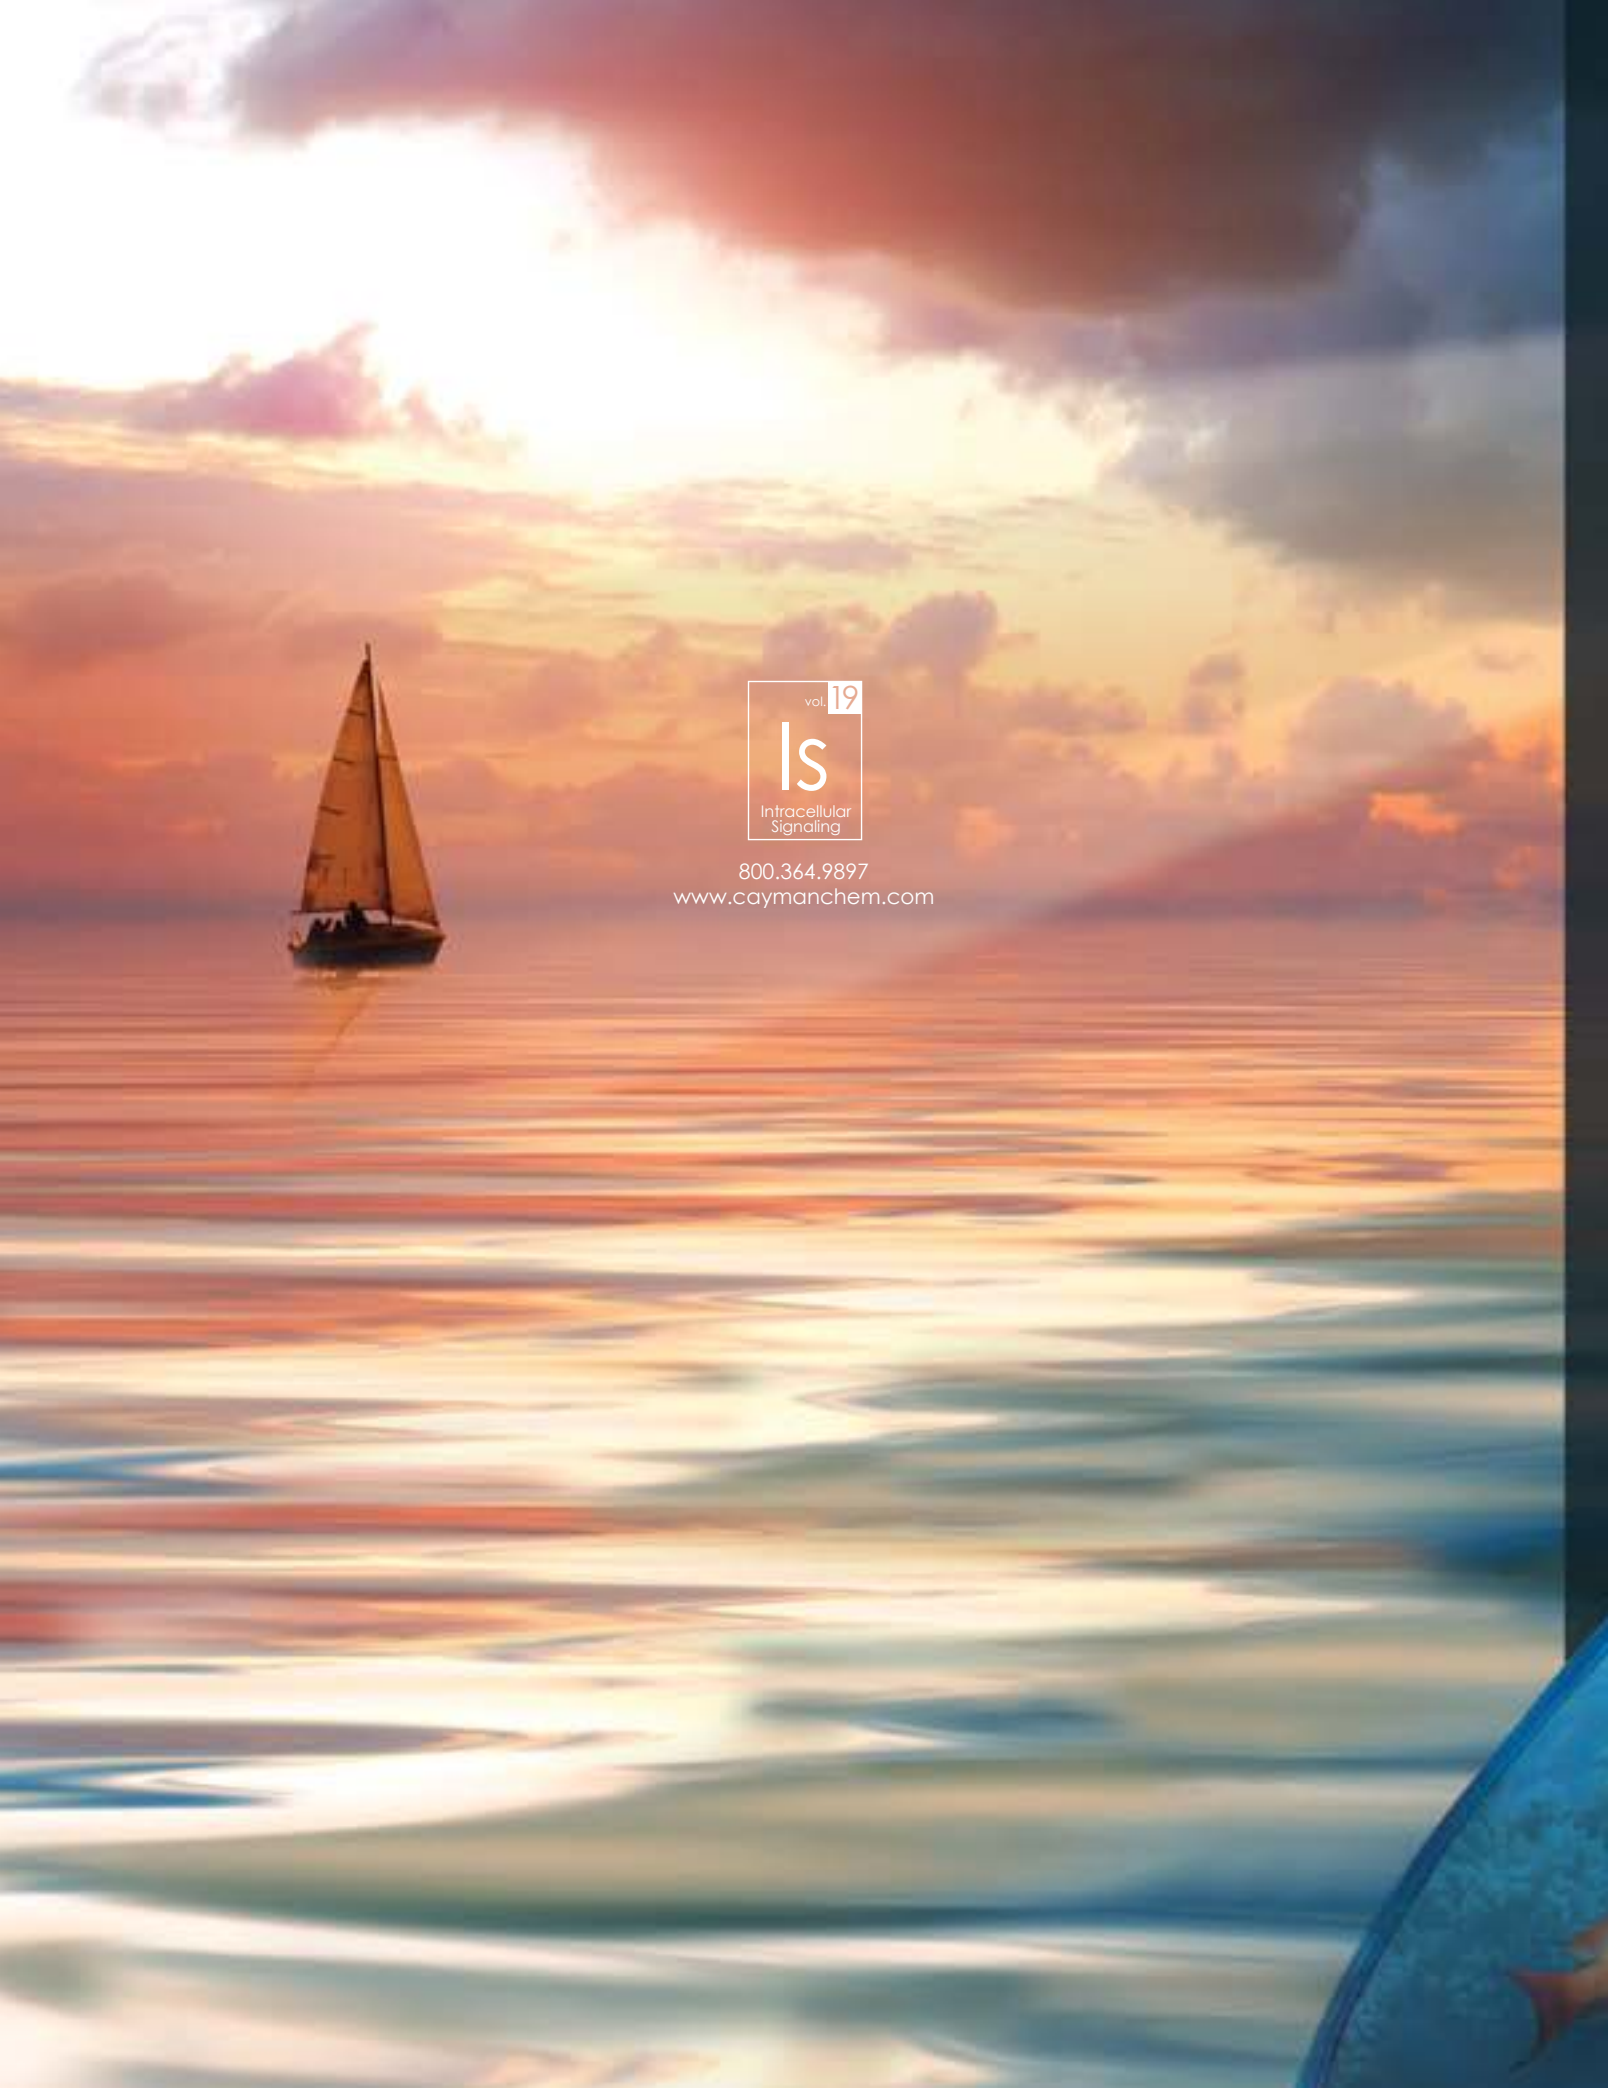 vol. 19
Is
Intracellular
Signaling
800.364.9897
www.caymanchem.com